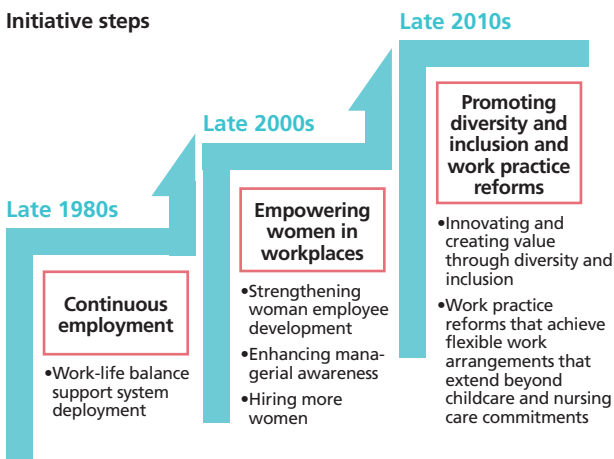 Initiative steps
Late 1980s
Continuous
employment
•Work-life balance
support system
deployment
Late 2000s
Empowering
women in
workplaces
•Strengthening
woman employee
development
•Enhancing mana-
gerial awareness
•Hiring more
women
Late 2010s
Promoting
diversity and
inclusion and
work practice
reforms
•Innovating and
creating value
through diversity and
inclusion
•Work practice
reforms that achieve
flexible work
arrangements that
extend beyond
childcare and nursing
care commitments